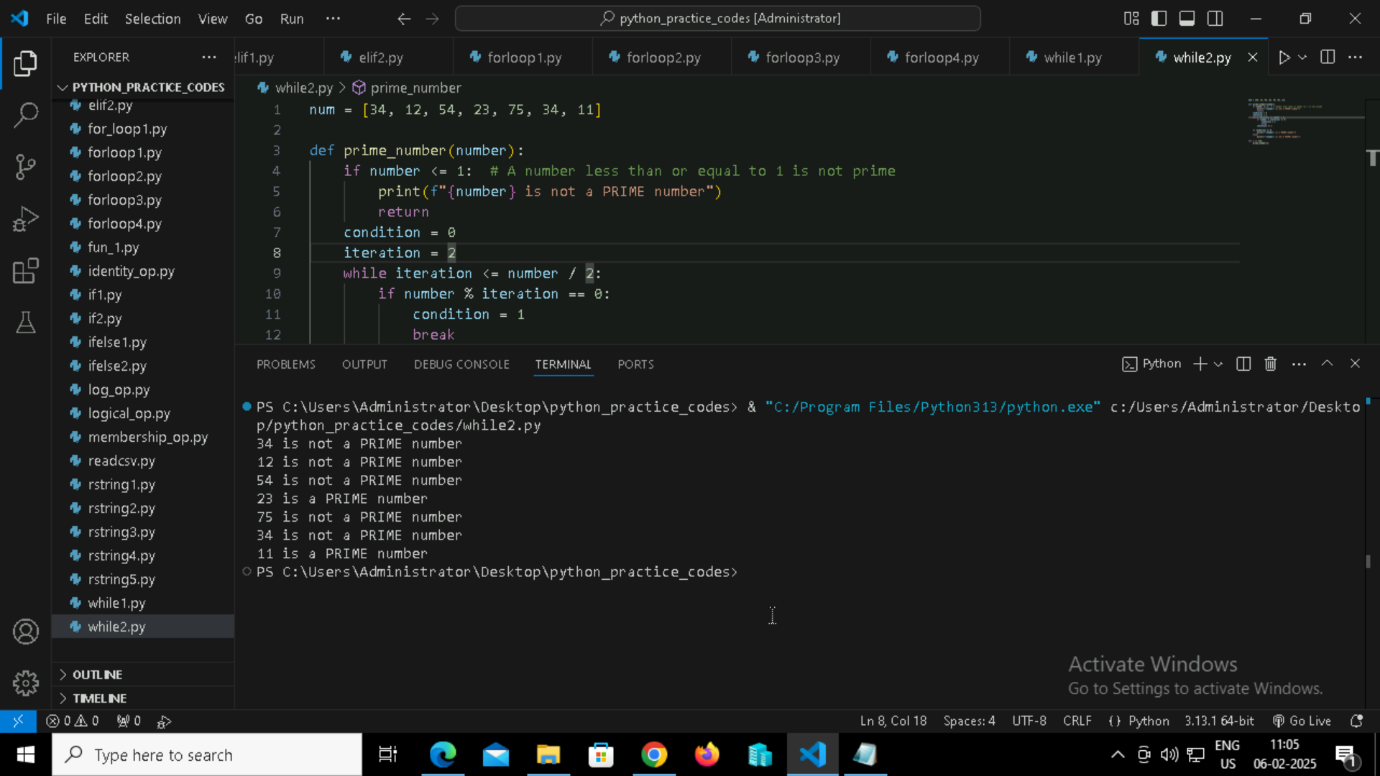 File Edit Selection View Go Run ···
python_practice_codes [Administrator]
EXPLORER ···
elif1.py elif2.py forloop1.py forloop2.py forloop3.py forloop4.py while1.py while2.py
PYTHON_PRACTICE_CODES
elif2.py
for_loop1.py
forloop1.py
forloop2.py
forloop3.py
forloop4.py
fun_1.py
identity_op.py
if1.py
if2.py
ifelse1.py
ifelse2.py
log_op.py
logical_op.py
membership_op.py
readcsv.py
rstring1.py
rstring2.py
rstring3.py
rstring4.py
rstring5.py
while1.py
while2.py
OUTLINE
TIMELINE
while2.py > prime_number
1 num = [34, 12, 54, 23, 75, 34, 11]
2
3 def prime_number(number):
4 if number <= 1: # A number less than or equal to 1 is not prime
5 print(f"{number} is not a PRIME number")
6 return
7 condition = 0
8 iteration = 2
9 while iteration <= number / 2:
10 if number % iteration == 0:
11 condition = 1
12 break
PROBLEMS OUTPUT DEBUG CONSOLE TERMINAL PORTS
Python
PS C:\Users\Administrator\Desktop\python_practice_codes> & "C:/Program Files/Python313/python.exe" c:/Users/Administrator/Deskto
p/python_practice_codes/while2.py
34 is not a PRIME number
12 is not a PRIME number
54 is not a PRIME number
23 is a PRIME number
75 is not a PRIME number
34 is not a PRIME number
11 is a PRIME number
PS C:\Users\Administrator\Desktop\python_practice_codes>
Activate Windows
Go to Settings to activate Windows.
0 0 0 Ln 8, Col 18 Spaces: 4 UTF-8 CRLF {} Python 3.13.1 64-bit Go Live
Type here to search
ENG
US
11:05
06-02-2025
1